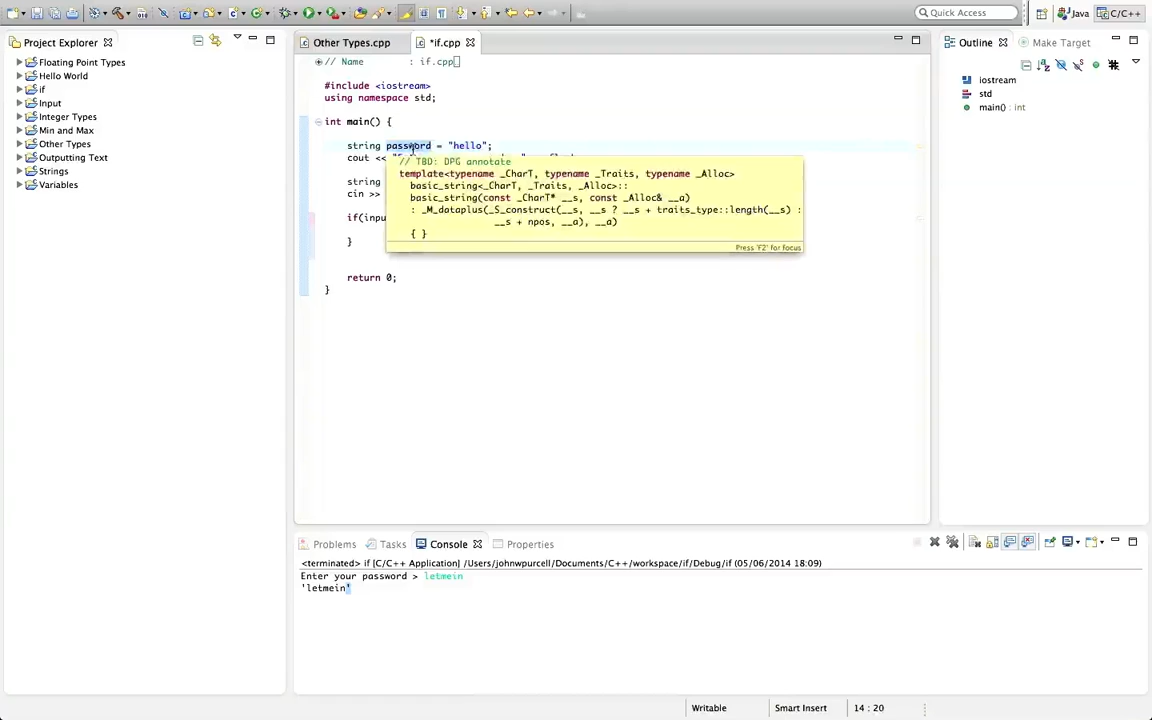 Quick Access
Java
C/C++
Project Explorer
Other Types.cpp
*if.cpp
Outline
Make Target
Floating Point Types
Hello World
if
Input
Integer Types
Min and Max
Other Types
Outputting Text
Strings
Variables
// Name : if.cpp
#include <iostream>
using namespace std;
int main() {
string password = "hello";
cout <<
// TBD: DPG annotate
template<typename _CharT, typename _Traits, typename _Alloc>
basic_string<_CharT, _Traits, _Alloc>::
basic_string(const _CharT* __s, const _Alloc& __a)
: _M_dataplus(_S_construct(__s, __s ? __s + traits_type::length(__s) :
__s + npos, __a), __a)
{ }
Press 'F2' for focus
string
cin >>
if(inpu
}
return 0;
}
iostream
std
main() : int
Problems
Tasks
Console
Properties
<terminated> if [C/C++ Application] /Users/johnwpurcell/Documents/C++/workspace/if/Debug/if (05/06/2014 18:09)
Enter your password > letmein
'letmein'
Writable
Smart Insert
14 : 20